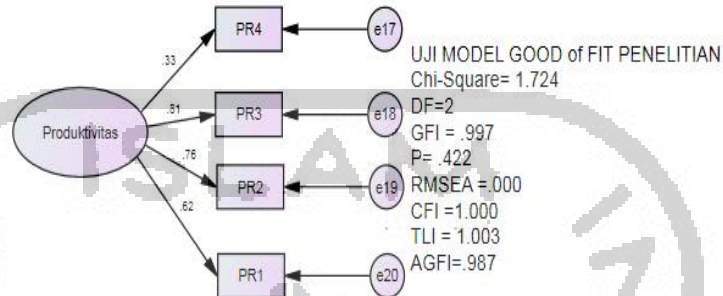 PR4
e17
.33
UJI MODEL GOOD of FIT PENELITIAN
Chi-Square= 1.724
.81
PR3
e18
DF=2
Produktivitas
GFI = .997
P= .422
.76
PR2
e19
RMSEA =.000
CFI =1.000
.62
TLI = 1.003
PR1
e20
AGFI=.987
ISLAM